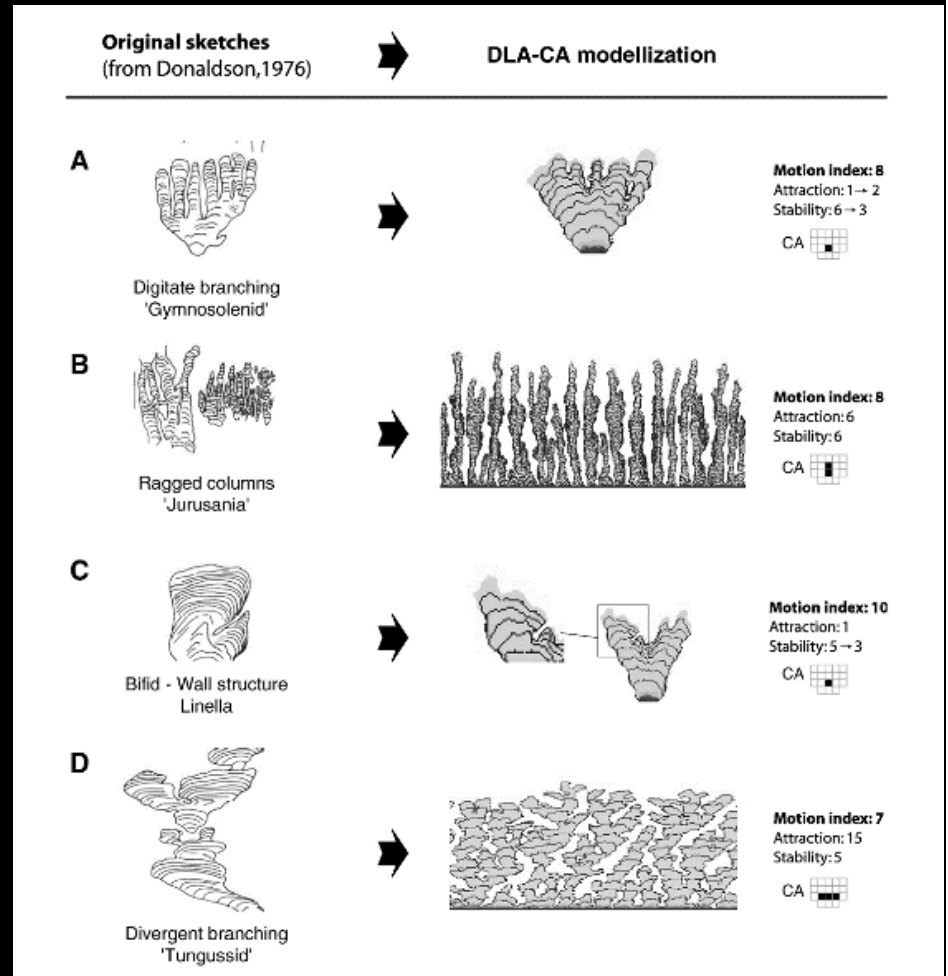 Original sketches
(from Donaldson,1976)
DLA-CA modellization
A
Digitate branching
'Gymnosolenid'
Motion index: 8
Attraction: 1→ 2
Stability: 6→ 3
CA
B
Ragged columns
'Jurusania'
Motion index: 8
Attraction: 6
Stability: 6
CA
C
Bifid - Wall structure
Linella
Motion index: 10
Attraction: 1
Stability: 5→ 3
CA
D
Divergent branching
'Tungussid'
Motion index: 7
Attraction: 15
Stability: 5
CA